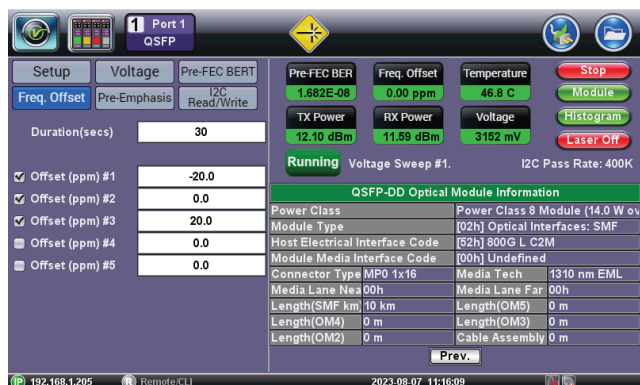 1 Port 1
QSFP
Setup Voltage Pre-FEC BERT
Freq. Offset Pre-Emphasis I2C Read/Write
Duration(secs) 30
Offset (ppm) #1 -20.0
Offset (ppm) #2 0.0
Offset (ppm) #3 20.0
Offset (ppm) #4 0.0
Offset (ppm) #5 0.0
Pre-FEC BER Freq. Offset Temperature Stop
1.682E-08 0.00 ppm 46.8 C Module
TX Power RX Power Voltage Histogram
12.10 dBm 11.59 dBm 3152 mV Laser Off
Running Voltage Sweep #1. I2C Pass Rate: 400K
QSFP-DD Optical Module Information
Power Class Power Class 8 Module (14.0 W ov
Module Type [02h] Optical Interfaces: SMF
Host Electrical Interface Code [52h] 800G L C2M
Module Media Interface Code [00h] Undefined
Connector Type MPO 1x16 Media Tech 1310 nm EML
Media Lane Nea 00h Media Lane Far 00h
Length(SMF km) 10 km Length(OM5) 0 m
Length(OM4) 0 m Length(OM3) 0 m
Length(OM2) 0 m Cable Assembly 0 m
Prev.
IP 192.168.1.205 R Remote/CLI 2023-08-07 11:16:09